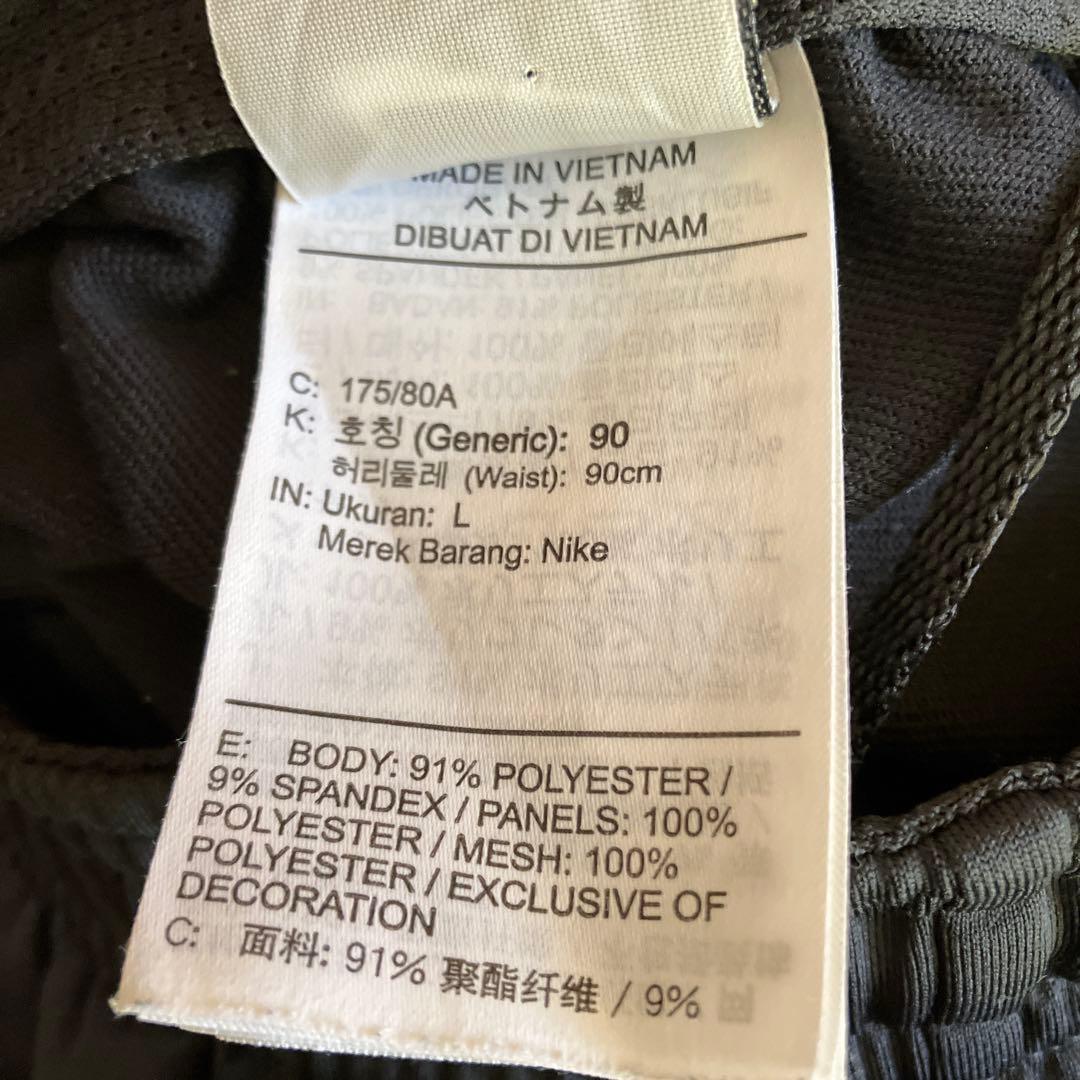 MADE IN VIETNAM
ベトナム製
DIBUAT DI VIETNAM
C: 175/80A
K: 호칭 (Generic): 90
허리둘레 (Waist): 90cm
IN: Ukuran: L
Merek Barang: Nike
E: BODY: 91% POLYESTER /
9% SPANDEX / PANELS: 100%
POLYESTER / MESH: 100%
POLYESTER / EXCLUSIVE OF
DECORATION
C: 面料: 91% 聚酯纤维 / 9%